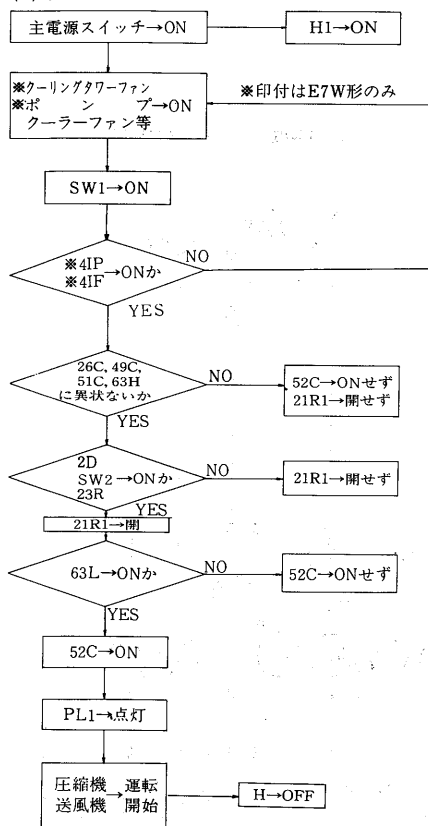 主電源スイッチ→ON
H1→ON
※クーリングタワーファン
※ポンプ→ON
クーラーファン等
※印付はE7W形のみ
SW1→ON
※4IP
※4IF→ONか
NO
YES
26C, 49C,
51C, 63H
に異状ないか
NO
52C→ONせず
21R1→開せず
YES
2D
SW2→ONか
23R
NO
21R1→開せず
YES
21R1→開
63L→ONか
NO
52C→ONせず
YES
52C→ON
PL1→点灯
圧縮機→運転
送風機 開始
H→OFF